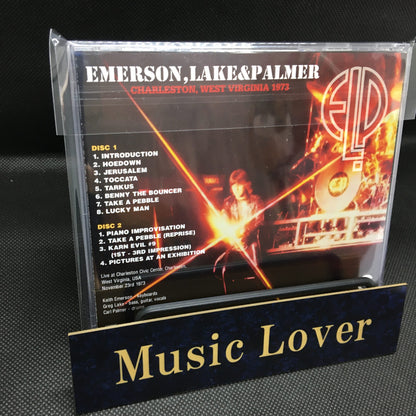 EMERSON, LAKE&PALMER
CHARLESTON, WEST VIRGINIA 1973
ELP
DISC 1
1. INTRODUCTION
2. HOEDOWN
3. JERUSALEM
4. TOCCATA
5. TARKUS
6. BENNY THE BOUNCER
7. TAKE A PEBBLE
8. LUCKY MAN
DISC 2
1. PIANO IMPROVISATION
2. TAKE A PEBBLE (REPRISE)
3. KARN EVIL #9
(1ST - 3RD IMPRESSION)
4. PICTURES AT AN EXHIBITION
Live at Charleston Civic Center, Charleston,
West Virginia, USA
November 23rd 1973
Keith Emerson - keyboards
Greg Lake - bass, guitar, vocals
Carl Palmer -
Music Lover